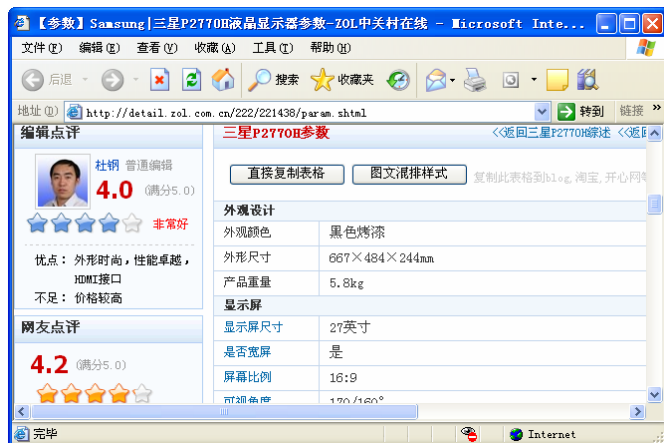 【参数】Samsung|三星P2770H液晶显示器参数-ZOL中关村在线 - Microsoft Inte...
文件(F) 编辑(E) 查看(V) 收藏(A) 工具(T) 帮助(H)
后退 搜索 收藏夹
地址(D) http://detail.zol.com.cn/222/221438/param.shtml 转到 链接 »
编辑点评
杜钢 普通编辑
4.0 (满分5.0)
非常好
优点： 外形时尚，性能卓越，
HDMI接口
不足： 价格较高
网友点评
4.2 (满分5.0)
三星P2770H参数 <<返回三星P2770H综述 <<返回
直接复制表格 图文混排样式 复制此表格到blog,淘宝,开心网等
外观设计
外观颜色 黑色烤漆
外形尺寸 667×484×244mm
产品重量 5.8kg
显示屏
显示屏尺寸 27英寸
是否宽屏 是
屏幕比例 16:9
可视角度 170/160°
完毕 Internet